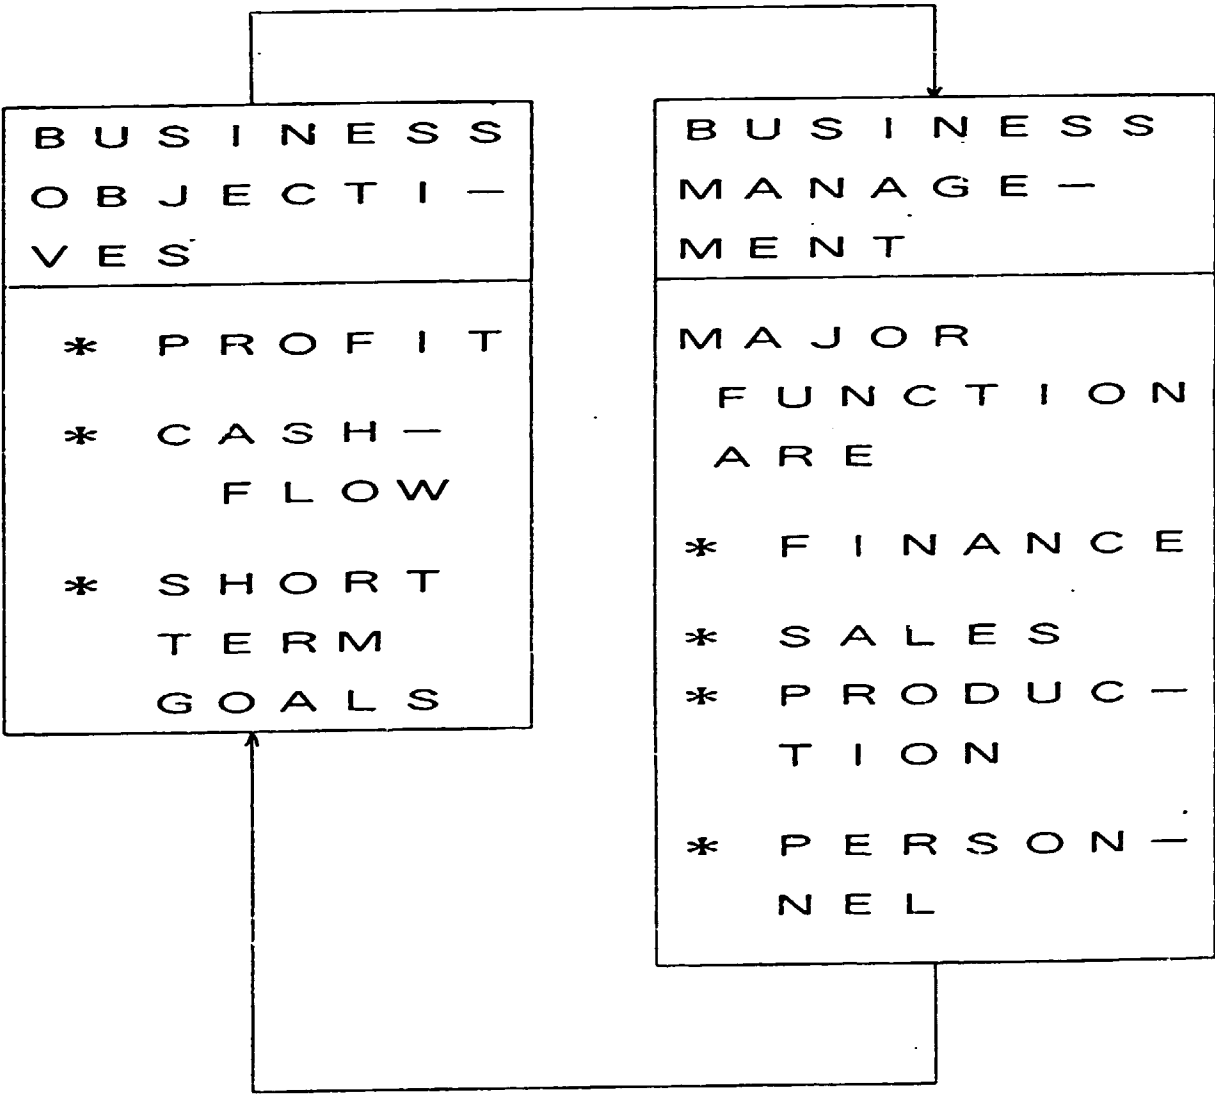 BUSINESS
OBJECTI-
VES
* PROFIT
* CASH-
FLOW
* SHORT
TERM
GOALS
BUSINESS
MANAGE-
MENT
MAJOR
FUNCTION
ARE
* FINANCE
* SALES
* PRODUC-
TION
* PERSON-
NEL